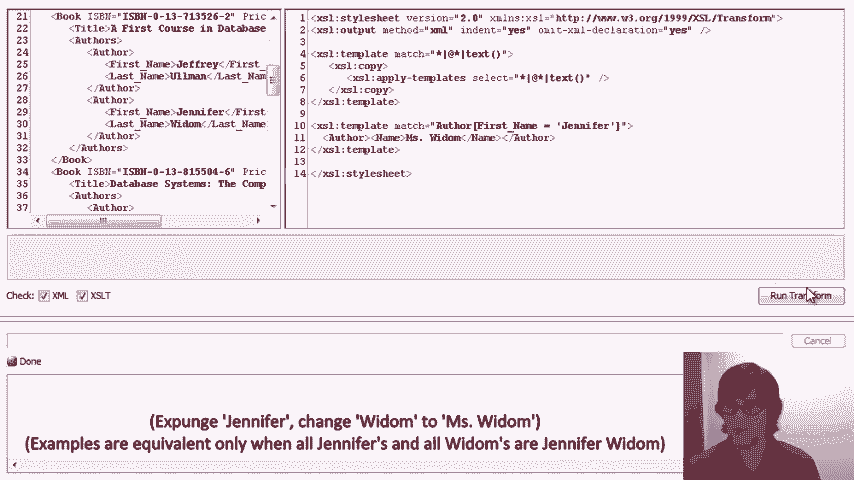 21 <Book ISBN="ISBN-0-13-713526-2" Pric
22 <Title>A First Course in Database
23 <Authors>
24 <Author>
25 <First_Name>Jeffrey</First_
26 <Last_Name>Ullman</Last_Nam
27 </Author>
28 <Author>
29 <First_Name>Jennifer</First
30 <Last_Name>Widom</Last_Name
31 </Author>
32 </Authors>
33 </Book>
34 <Book ISBN="ISBN-0-13-815504-6" Pric
35 <Title>Database Systems: The Comp
36 <Authors>
37 <Author>
1 <xsl:stylesheet version="2.0" xmlns:xsl="http://www.w3.org/1999/XSL/Transform">
2 <xsl:output method="xml" indent="yes" omit-xml-declaration="yes" />
3
4 <xsl:template match="*|@*|text()">
5 <xsl:copy>
6 <xsl:apply-templates select="*|@*|text()" />
7 </xsl:copy>
8 </xsl:template>
9
10 <xsl:template match="Author[First_Name = 'Jennifer']">
11 <Author><Name>Ms. Widom</Name></Author>
12 </xsl:template>
13
14 </xsl:stylesheet>
Check: XML XSLT
Run Transform
Cancel
Done
(Expunge 'Jennifer', change 'Widom' to 'Ms. Widom')
(Examples are equivalent only when all Jennifer's and all Widom's are Jennifer Widom)